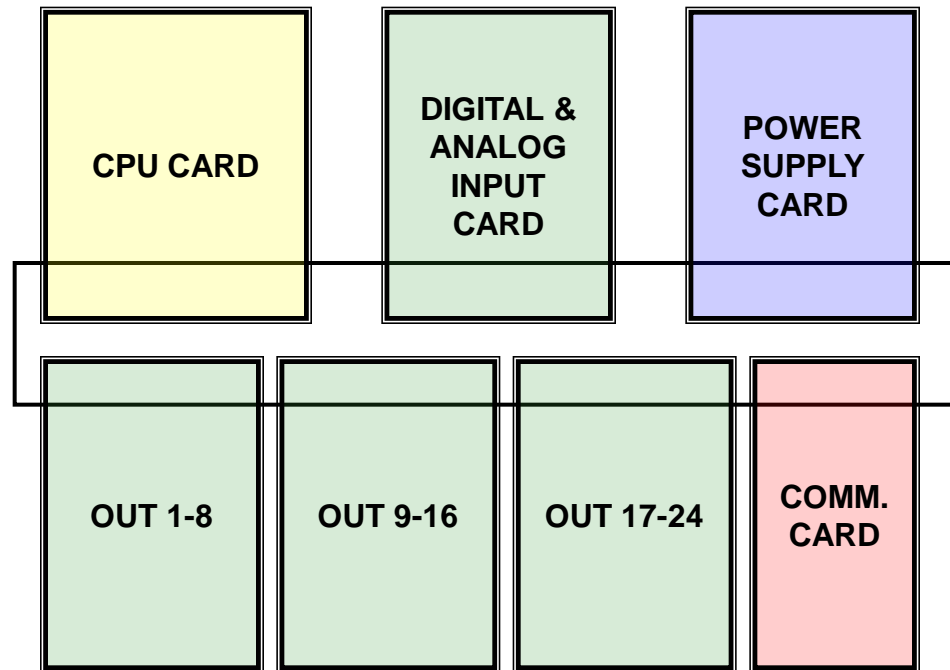 CPU CARD
DIGITAL &
ANALOG
INPUT
CARD
POWER
SUPPLY
CARD
OUT 1-8
OUT 9-16
OUT 17-24
COMM.
CARD